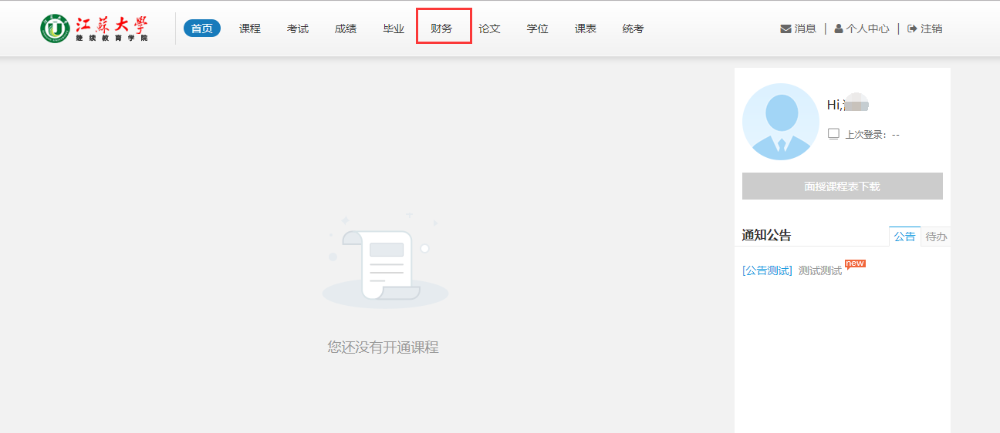 江苏大学
继续教育学院
首页 课程 考试 成绩 毕业 财务 论文 学位 课表 统考
消息 | 个人中心 | 注销
Hi,
上次登录：--
面授课程表下载
通知公告 公告 待办
[公告测试] 测试测试 new
您还没有开通课程